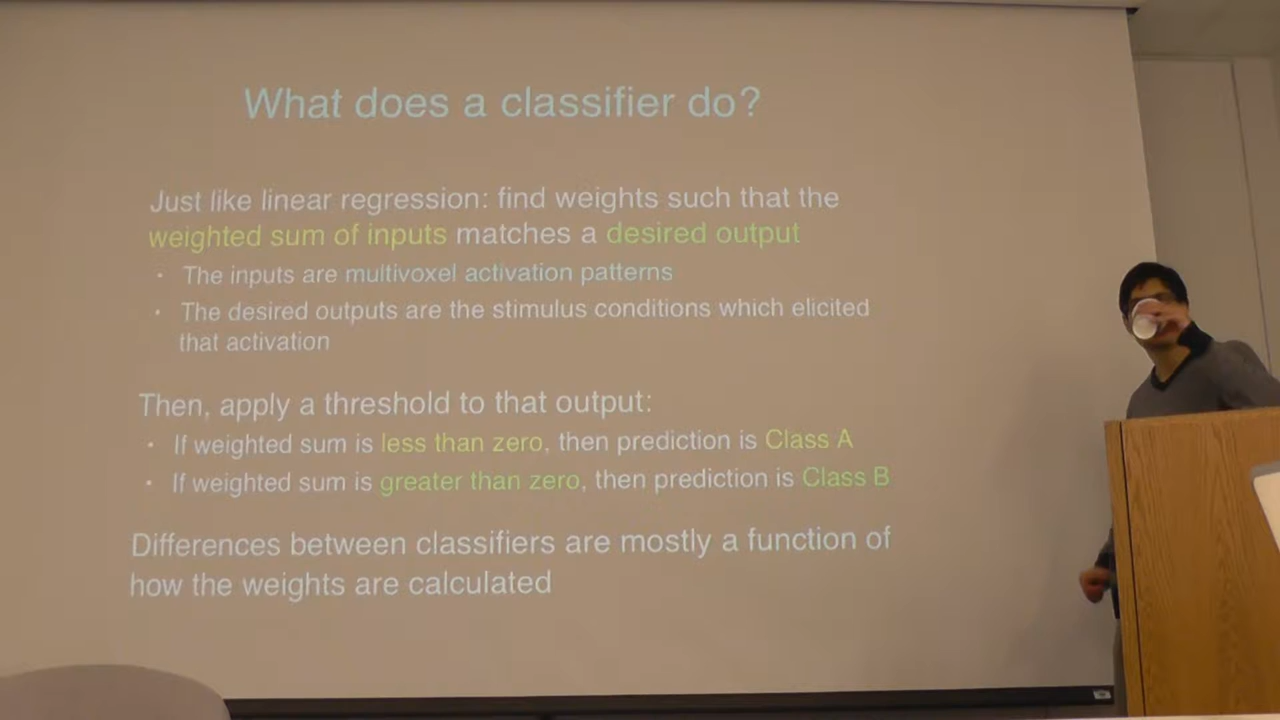 What does a classifier do?
Just like linear regression: find weights such that the
weighted sum of inputs matches a desired output
• The inputs are multivoxel activation patterns
• The desired outputs are the stimulus conditions which elicited
that activation
Then, apply a threshold to that output:
• If weighted sum is less than zero, then prediction is Class A
• If weighted sum is greater than zero, then prediction is Class B
Differences between classifiers are mostly a function of
how the weights are calculated